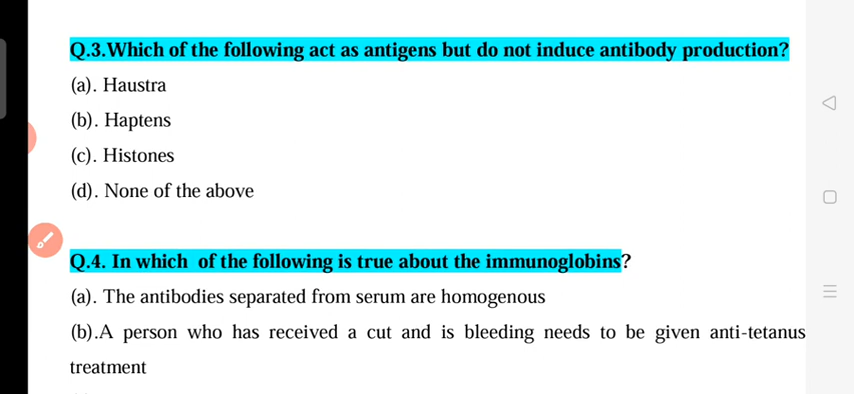 Q.3.Which of the following act as antigens but do not induce antibody production?
(a). Haustra
(b). Haptens
(c). Histones
(d). None of the above
Q.4. In which of the following is true about the immunoglobins?
(a). The antibodies separated from serum are homogenous
(b).A person who has received a cut and is bleeding needs to be given anti-tetanus
treatment